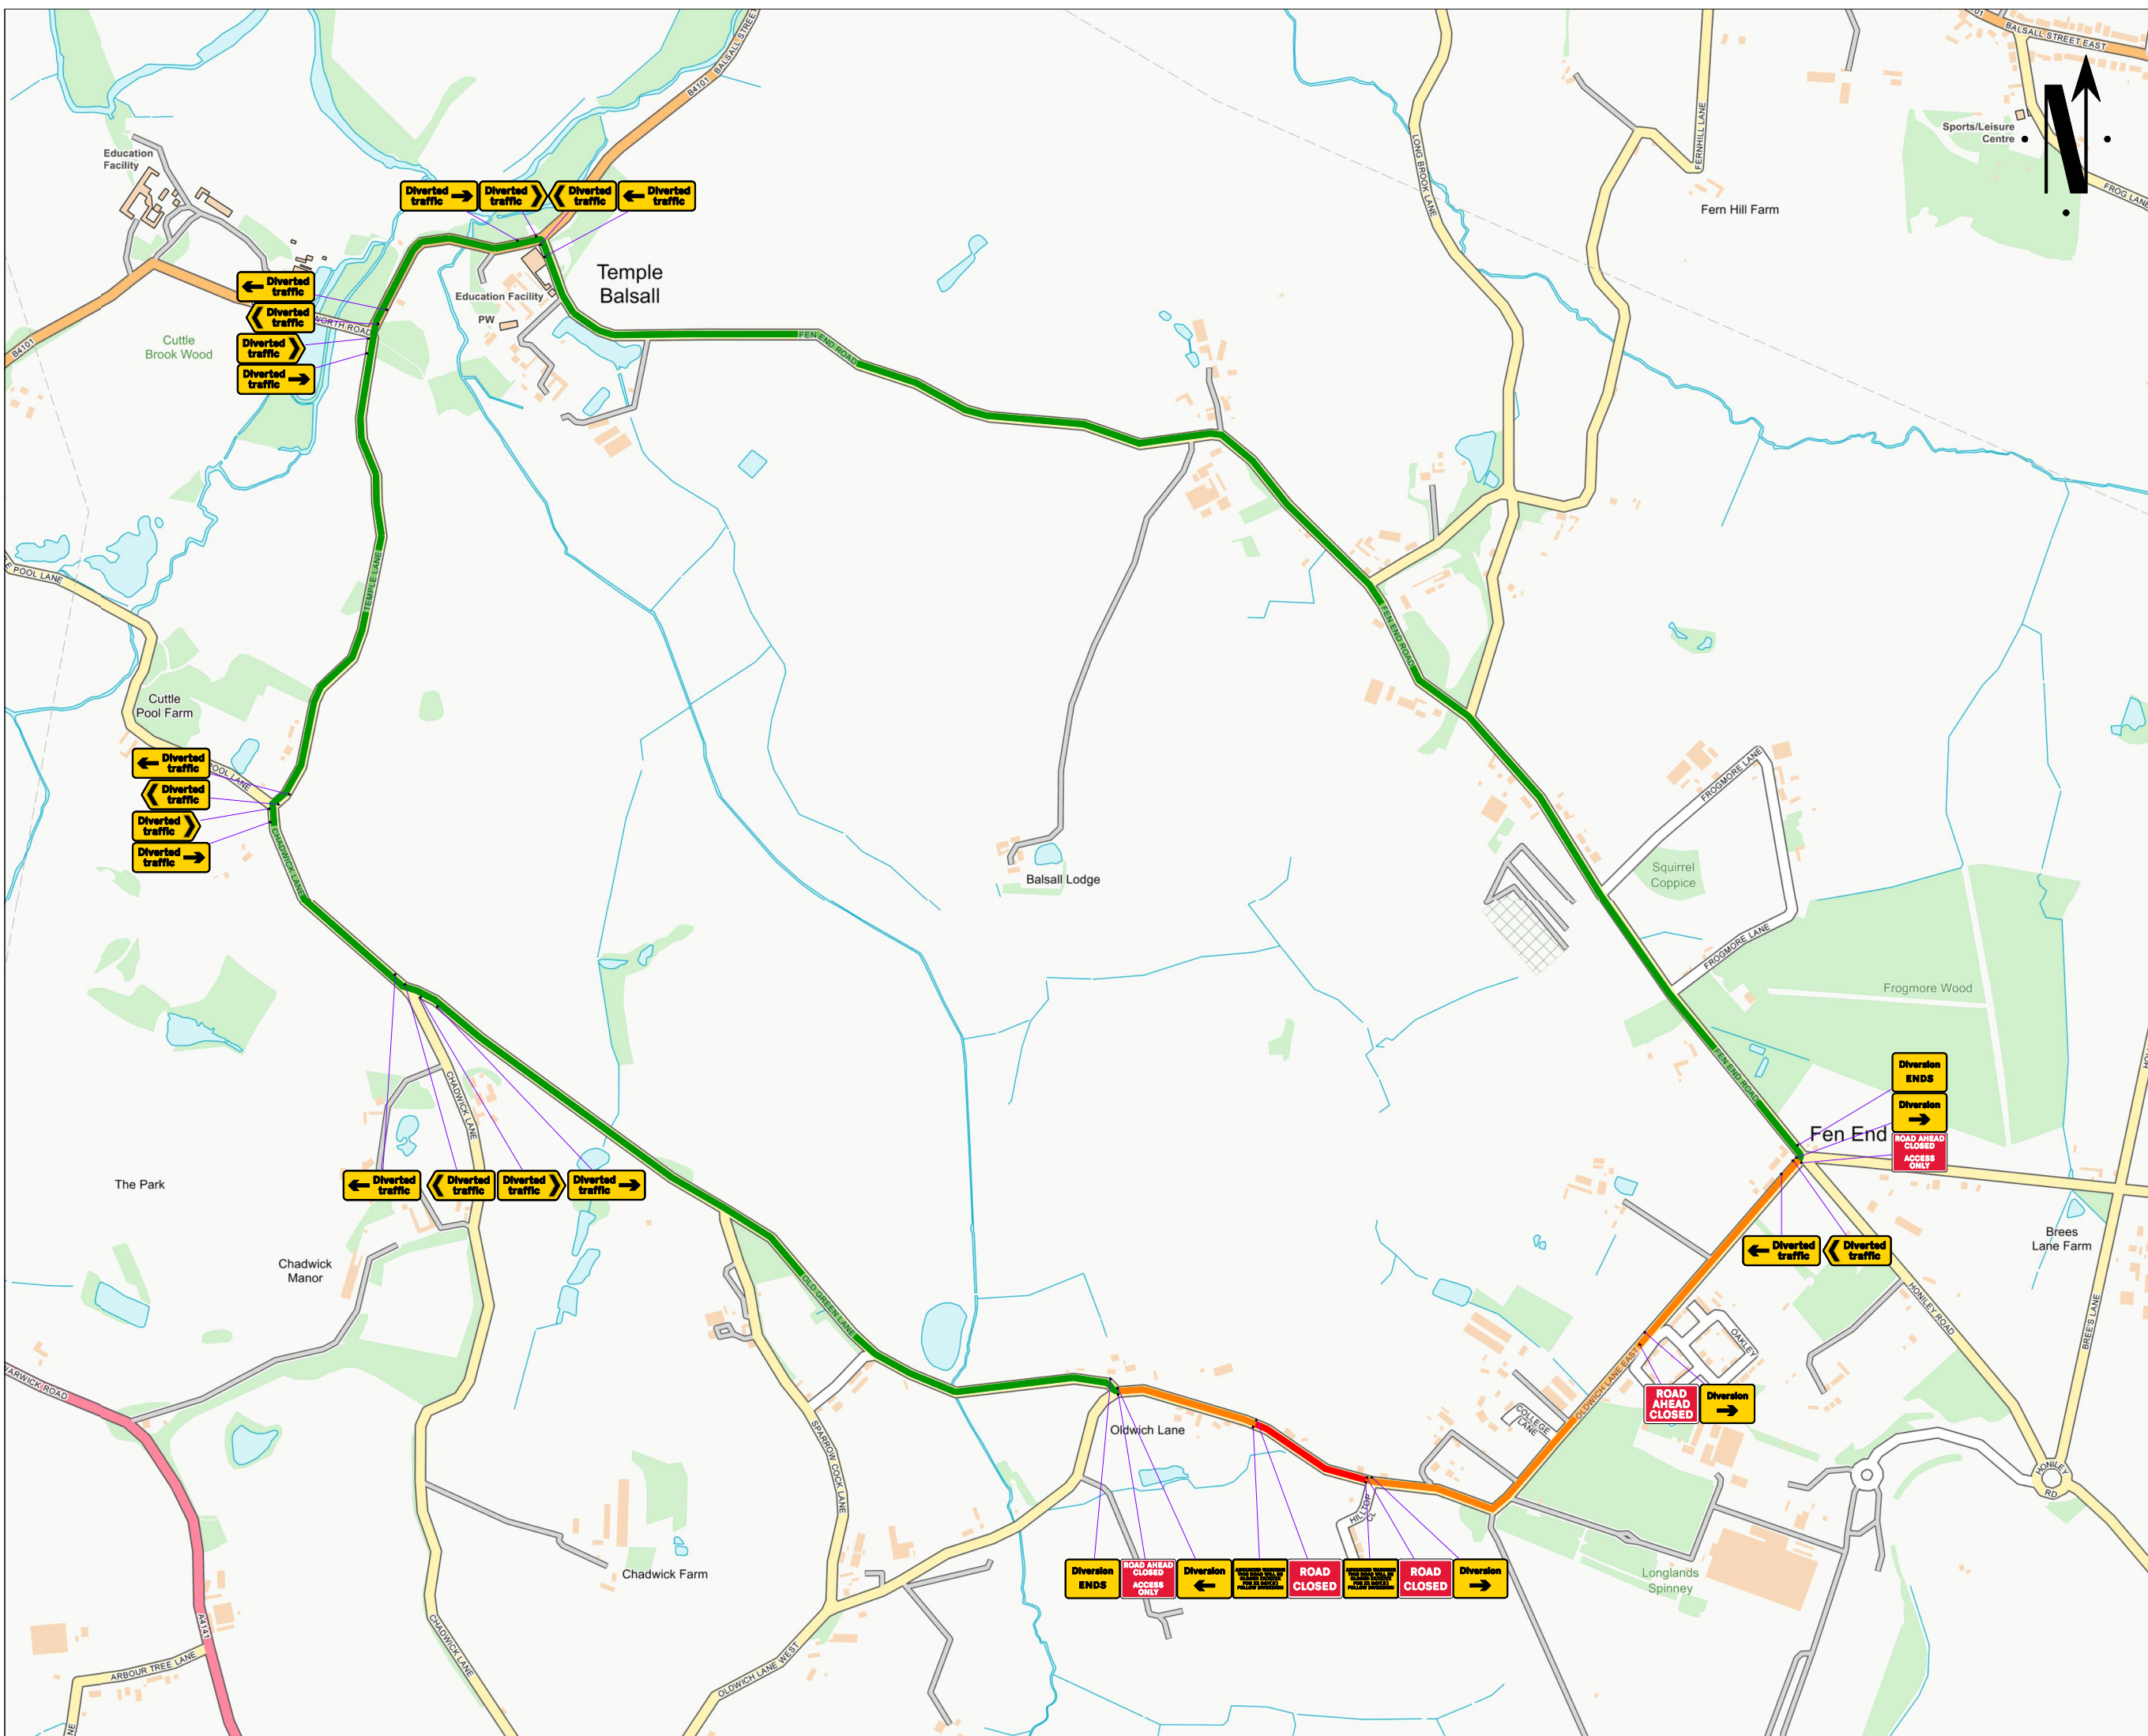 BALSALL STREET EAST
BALSALL STREET
B4101
Education
Facility
Sports/Leisure
Centre
N
FROG LANE
LONG BROOK LANE
FERNHILL LANE
Fern Hill Farm
Diverted
traffic
Diverted
traffic
Diverted
traffic
Diverted
traffic
Temple
Balsall
Education Facility
PW
Diverted
traffic
Diverted
traffic
Diverted
traffic
Diverted
traffic
WORTH ROAD
B4101
Cuttle
Brook Wood
FEN END ROAD
TEMPLE LANE
POOL LANE
FEN END ROAD
Cuttle
Pool Farm
POOL LANE
Diverted
traffic
Diverted
traffic
Diverted
traffic
Diverted
traffic
CHADWICK LANE
FROGMORE LANE
Squirrel
Coppice
Balsall Lodge
FROGMORE LANE
Frogmore Wood
FEN END ROAD
CHADWICK LANE
Diversion
ENDS
Diversion
ROAD AHEAD
CLOSED
ACCESS
ONLY
Fen End
The Park
Diverted
traffic
Diverted
traffic
Diverted
traffic
Diverted
traffic
Diverted
traffic
Diverted
traffic
Brees
Lane Farm
Chadwick
Manor
OLD GREEN LANE
HONILEY ROAD
BREE'S LANE
OAKLEY
OLDWICH LANE EAST
ROAD
AHEAD
CLOSED
Diversion
WARWICK ROAD
COLLEGE
LANE
Oldwich Lane
SPARROW COCK LANE
HONILEY
RD
HILLTOP
CL
Chadwick Farm
Diversion
ENDS
ROAD AHEAD
CLOSED
ACCESS
ONLY
Diversion
ROAD
CLOSED
ROAD
CLOSED
Diversion
Longlands
Spinney
A4141
CHADWICK LANE
ARBOUR TREE LANE
OLDWICH LANE WEST